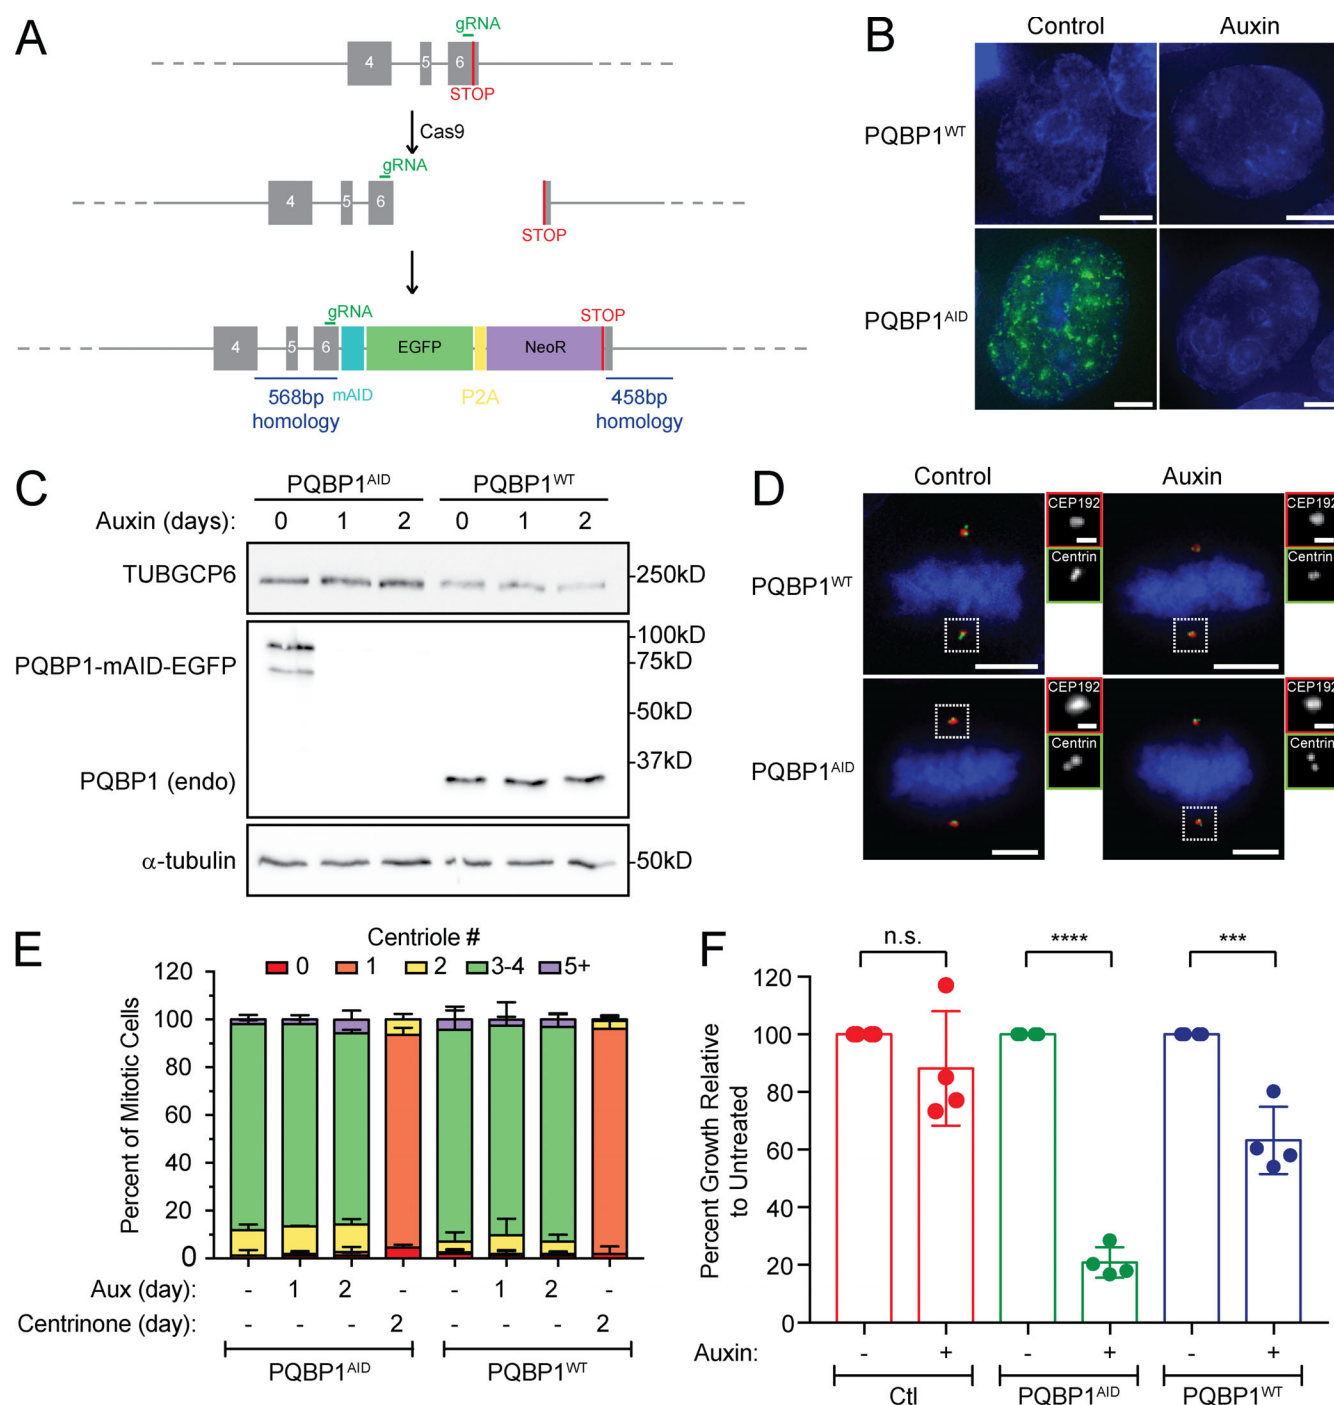 A
gRNA
4
5
6
STOP
Cas9
gRNA
4
5
6
STOP
gRNA
STOP
4
5
6
EGFP
NeoR
568bp
homology
mAID
P2A
458bp
homology
B
Control
Auxin
PQBP1WT
PQBP1AID
C
PQBP1AID
PQBP1WT
Auxin (days):
0
1
2
0
1
2
TUBGCP6
-250kD
PQBP1-mAID-EGFP
-100kD
-75kD
-50kD
-37kD
PQBP1 (endo)
α-tubulin
-50kD
D
Control
Auxin
PQBP1WT
CEP192
Centrin
CEP192
Centrin
PQBP1AID
CEP192
Centrin
CEP192
Centrin
E
Centriole #
0
1
2
3-4
5+
Percent of Mitotic Cells
120
100
80
60
40
20
0
Aux (day):
-
1
2
-
-
1
2
-
Centrinone (day):
-
-
-
2
-
-
-
2
PQBP1AID
PQBP1WT
F
n.s.
****
***
Percent Growth Relative
to Untreated
120
100
80
60
40
20
0
Auxin:
-
+
-
+
-
+
Ctl
PQBP1AID
PQBP1WT